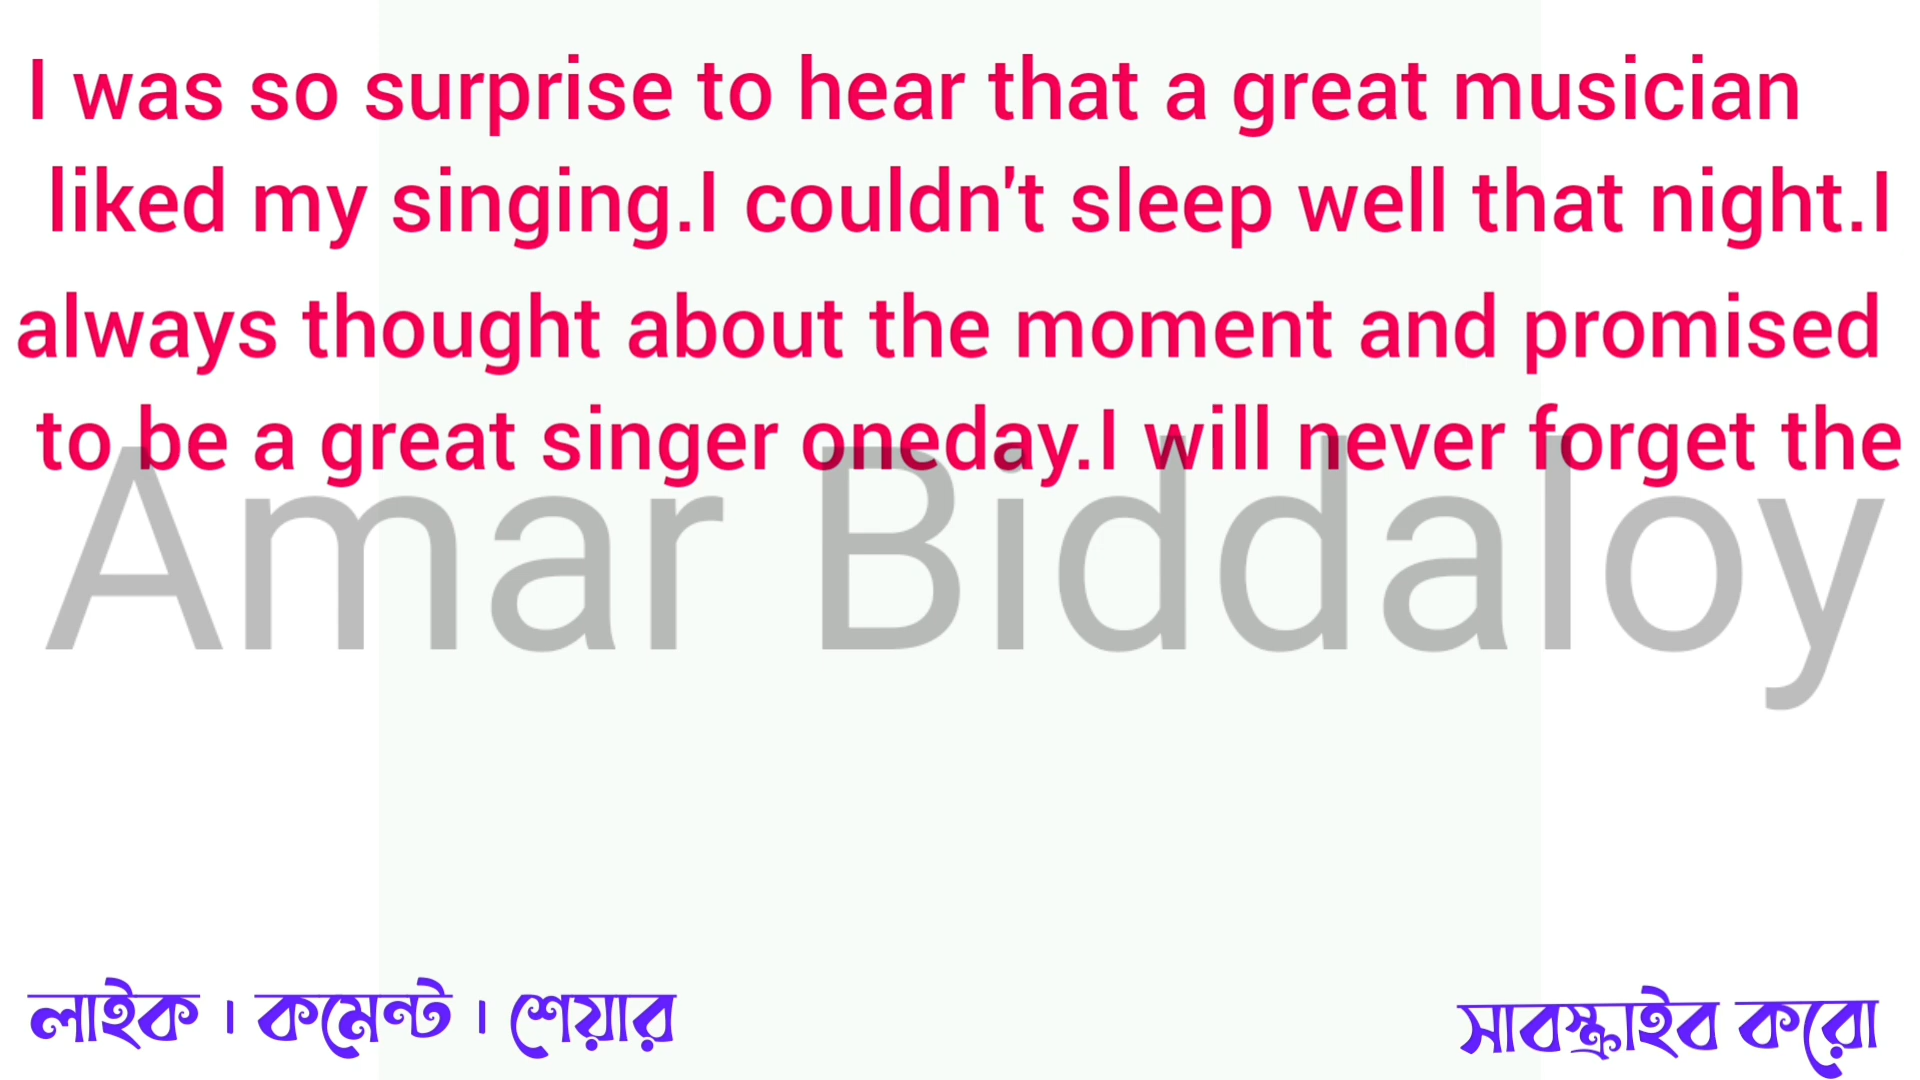 I was so surprise to hear that a great musician
liked my singing.I couldn't sleep well that night.I
always thought about the moment and promised
to be a great singer oneday.I will never forget the
Amar Biddaloy
লাইক । কমেন্ট । শেয়ার
সাবস্ক্রাইব করো